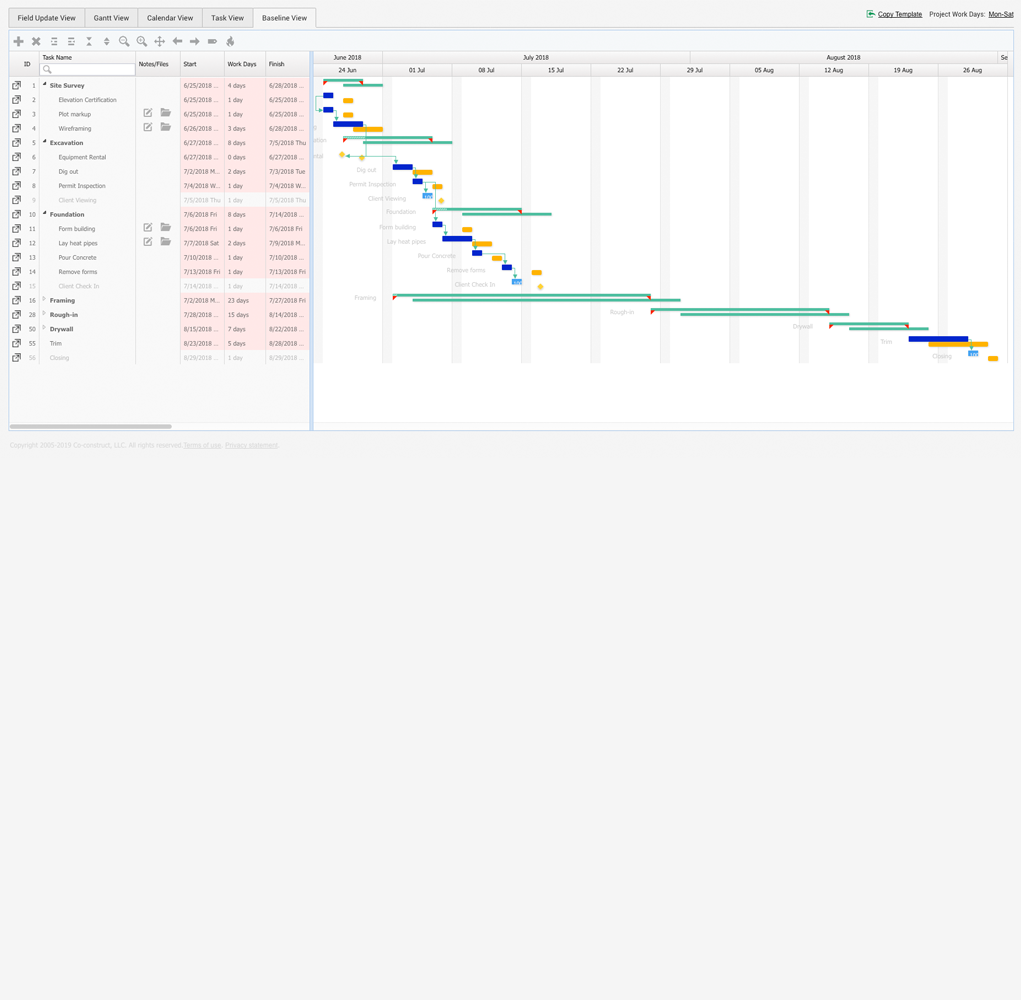 Field Update View Gantt View Calendar View Task View Baseline View Copy Template Project Work Days: Mon-Sat
ID Task Name Notes/Files Start Work Days Finish June 2018 July 2018 August 2018 Se
24 Jun 01 Jul 08 Jul 15 Jul 22 Jul 29 Jul 05 Aug 12 Aug 19 Aug 26 Aug
1 Site Survey 6/25/2018 ... 4 days 6/28/2018 ...
2 Elevation Certification 6/25/2018 ... 1 day 6/25/2018 ...
3 Plot markup 6/25/2018 ... 1 day 6/25/2018 ...
4 Wireframing 6/26/2018 ... 3 days 6/28/2018 ...
5 Excavation 6/27/2018 ... 8 days 7/5/2018 Thu
6 Equipment Rental 6/27/2018 ... 0 days 6/27/2018 ...
7 Dig out 7/2/2018 M... 2 days 7/3/2018 Tue Dig out
8 Permit Inspection 7/4/2018 W... 1 day 7/4/2018 W... Permit Inspection
9 Client Viewing 7/5/2018 Thu 1 day 7/5/2018 Thu Client Viewing
10 Foundation 7/6/2018 Fri 8 days 7/14/2018 ... Foundation
11 Form building 7/6/2018 Fri 1 day 7/6/2018 Fri Form building
12 Lay heat pipes 7/7/2018 Sat 2 days 7/9/2018 M... Lay heat pipes
13 Pour Concrete 7/10/2018 ... 1 day 7/10/2018 ... Pour Concrete
14 Remove forms 7/13/2018 Fri 1 day 7/13/2018 Fri Remove forms
15 Client Check In 7/14/2018 ... 1 day 7/14/2018 ... Client Check In
16 Framing 7/2/2018 M... 23 days 7/27/2018 Fri Framing
28 Rough-in 7/28/2018 ... 15 days 8/14/2018 ... Rough-in
50 Drywall 8/15/2018 ... 7 days 8/22/2018 ... Drywall
55 Trim 8/23/2018 ... 5 days 8/28/2018 ... Trim
56 Closing 8/29/2018 ... 1 day 8/29/2018 ... Closing
Copyright 2005-2018 Co-construct, LLC. All rights reserved. Terms of use. Privacy statement.